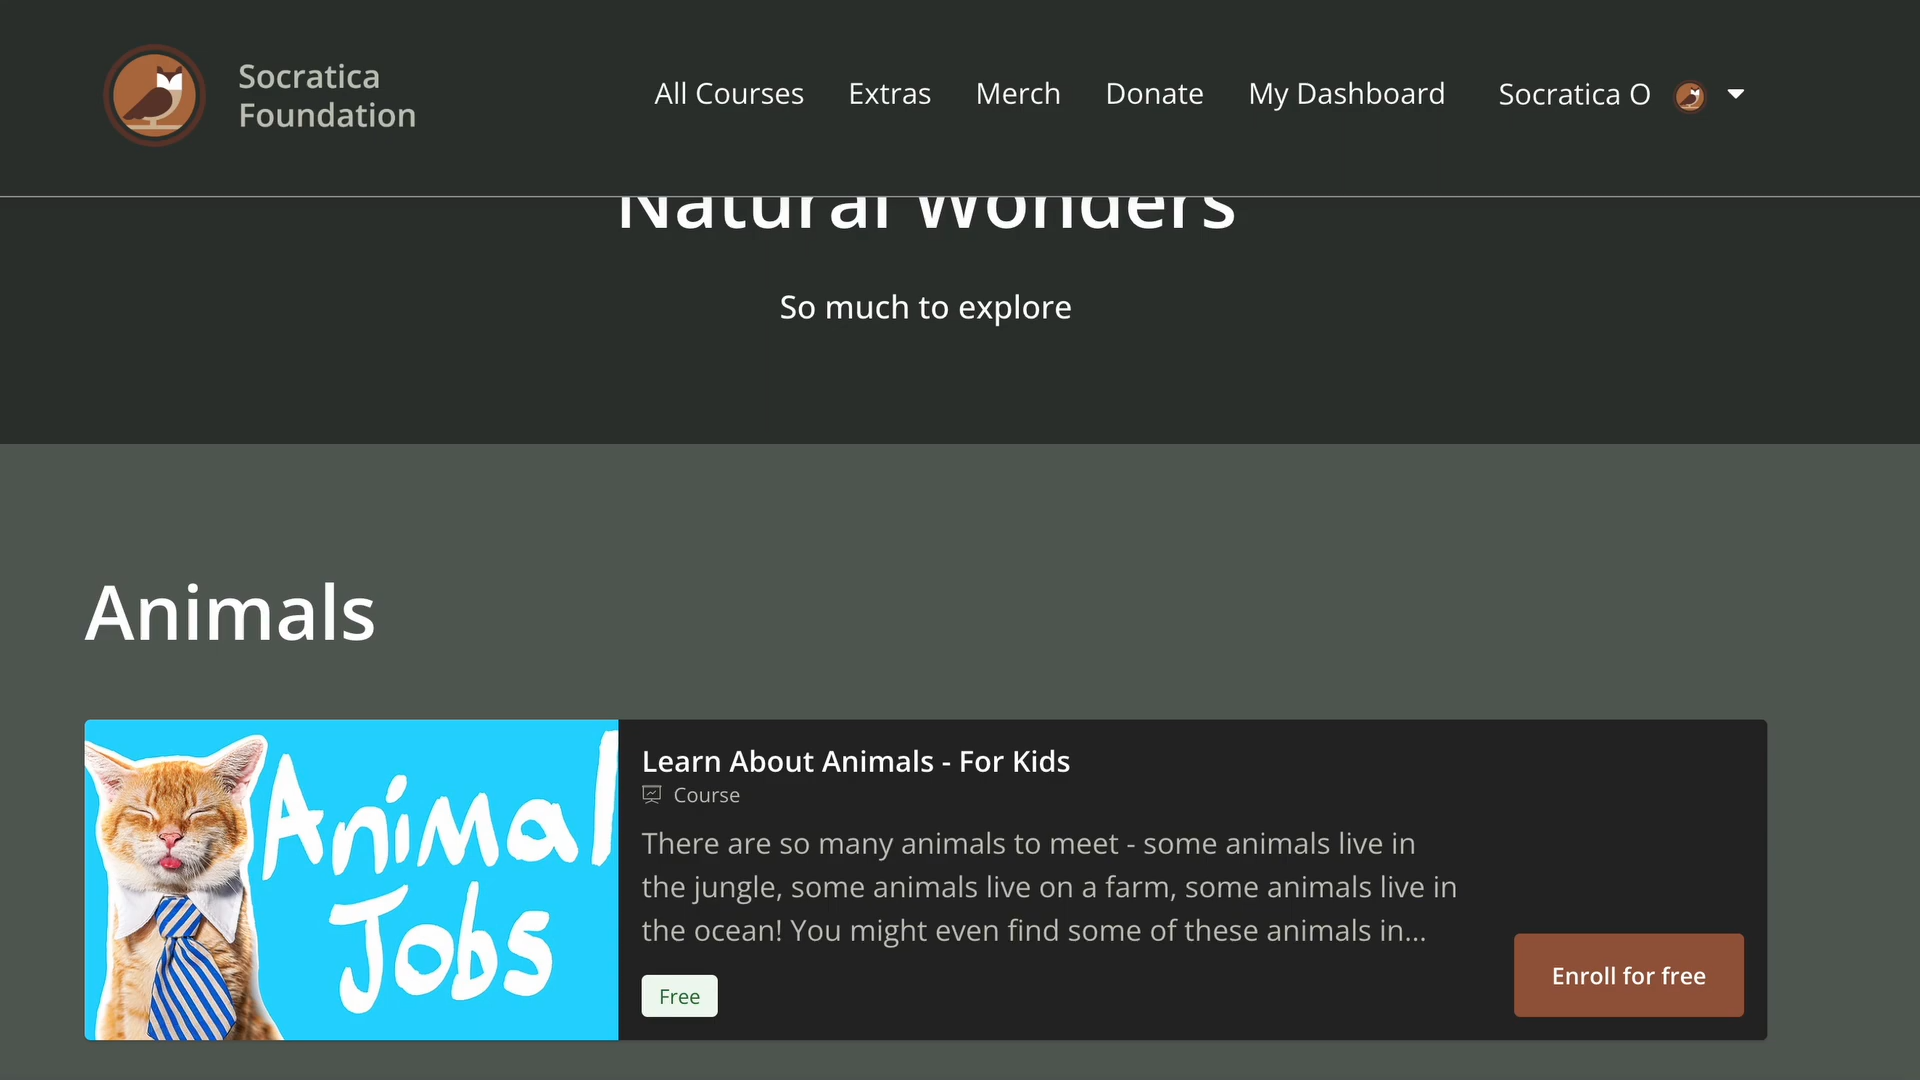 Socratica
Foundation
All Courses
Extras
Merch
Donate
My Dashboard
Socratica O
Natural Wonders
So much to explore
Animals
Animal
Jobs
Learn About Animals - For Kids
Course
There are so many animals to meet - some animals live in
the jungle, some animals live on a farm, some animals live in
the ocean! You might even find some of these animals in...
Free
Enroll for free